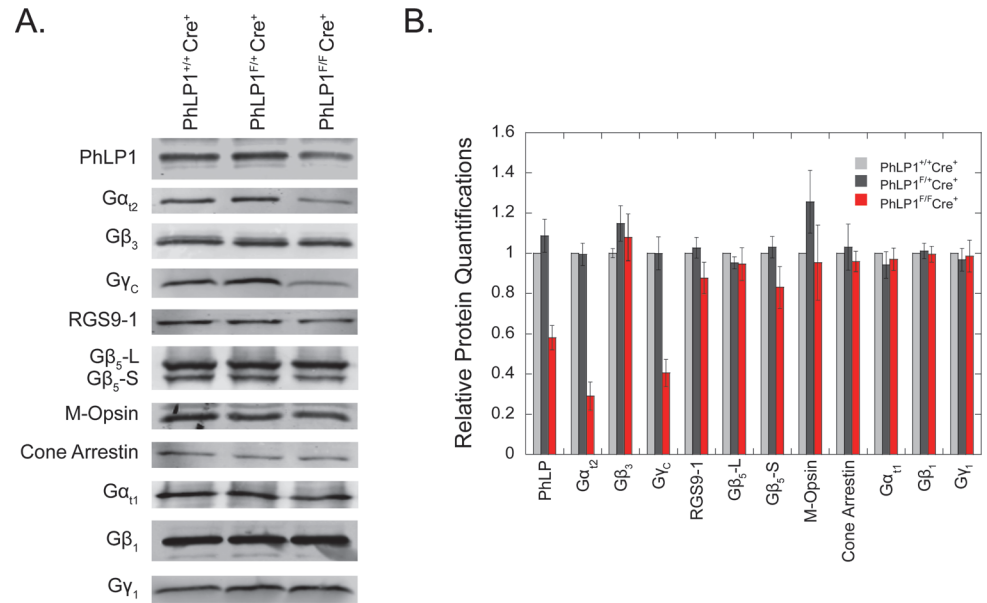 A.
PhLP1+/+Cre+
PhLP1F/+Cre+
PhLP1F/FCre+
PhLP1
Gαt2
Gβ3
GγC
RGS9-1
Gβ5-L
Gβ5-S
M-Opsin
Cone Arrestin
Gαt1
Gβ1
Gγ1
B.
Relative Protein Quantifications
1.6
1.4
1.2
1
0.8
0.6
0.4
0.2
0
PhLP1+/+Cre+
PhLP1F/+Cre+
PhLP1F/FCre+
PhLP
Gαt2
Gβ3
GγC
RGS9-1
Gβ5-L
Gβ5-S
M-Opsin
Cone Arrestin
Gαt1
Gβ1
Gγ1